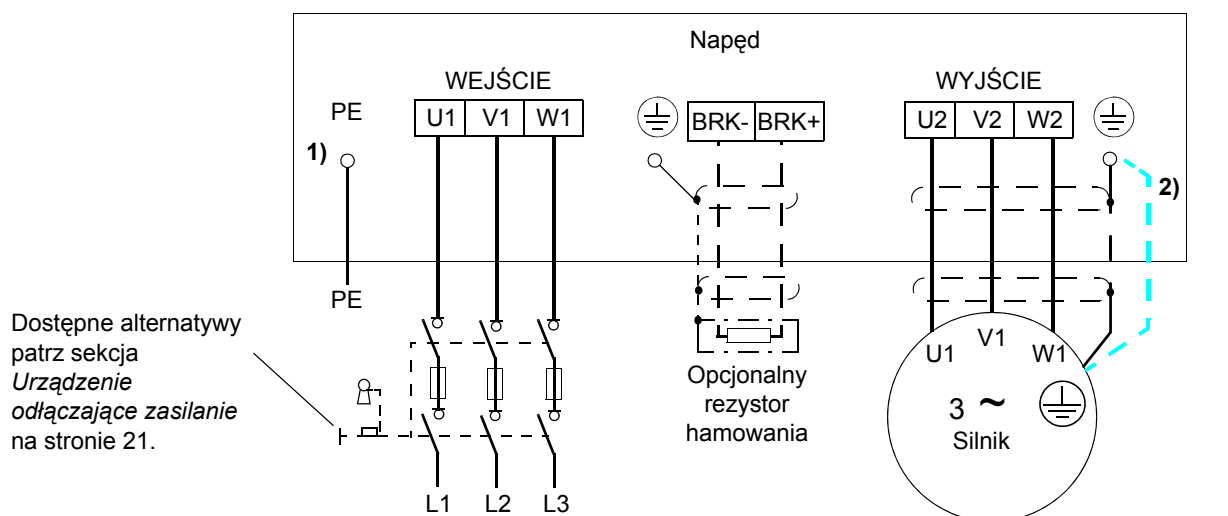 Napęd
WEJŚCIE
WYJŚCIE
PE
U1 V1 W1
BRK- BRK+
U2 V2 W2
1)
2)
PE
Dostępne alternatywy
patrz sekcja
Urządzenie
odłączające zasilanie
na stronie 21.
Opcjonalny
rezystor
hamowania
U1
V1
W1
3 ~
Silnik
L1 L2 L3